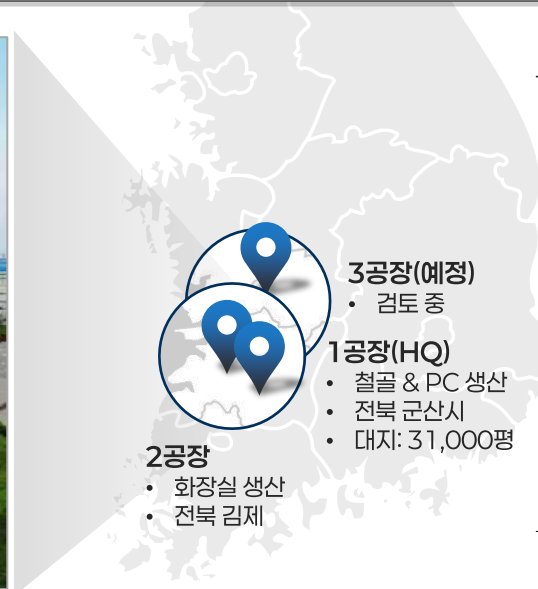 3공장(예정)
• 검토 중
1공장(HQ)
• 철골 & PC 생산
• 전북 군산시
• 대지: 31,000평
2공장
• 화장실 생산
• 전북 김제